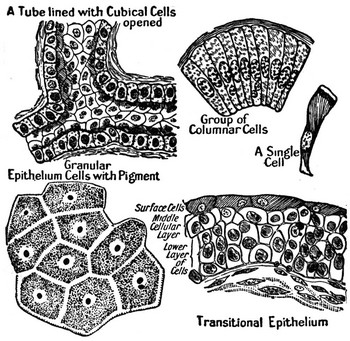 A Tube lined with Cubical Cells
opened
Group of
Columnar Cells
A Single
Cell
Granular
Epithelium Cells with Pigment
Surface Cells
Middle
Cellular
Layer
Lower
Layer
of
Cells
Transitional Epithelium